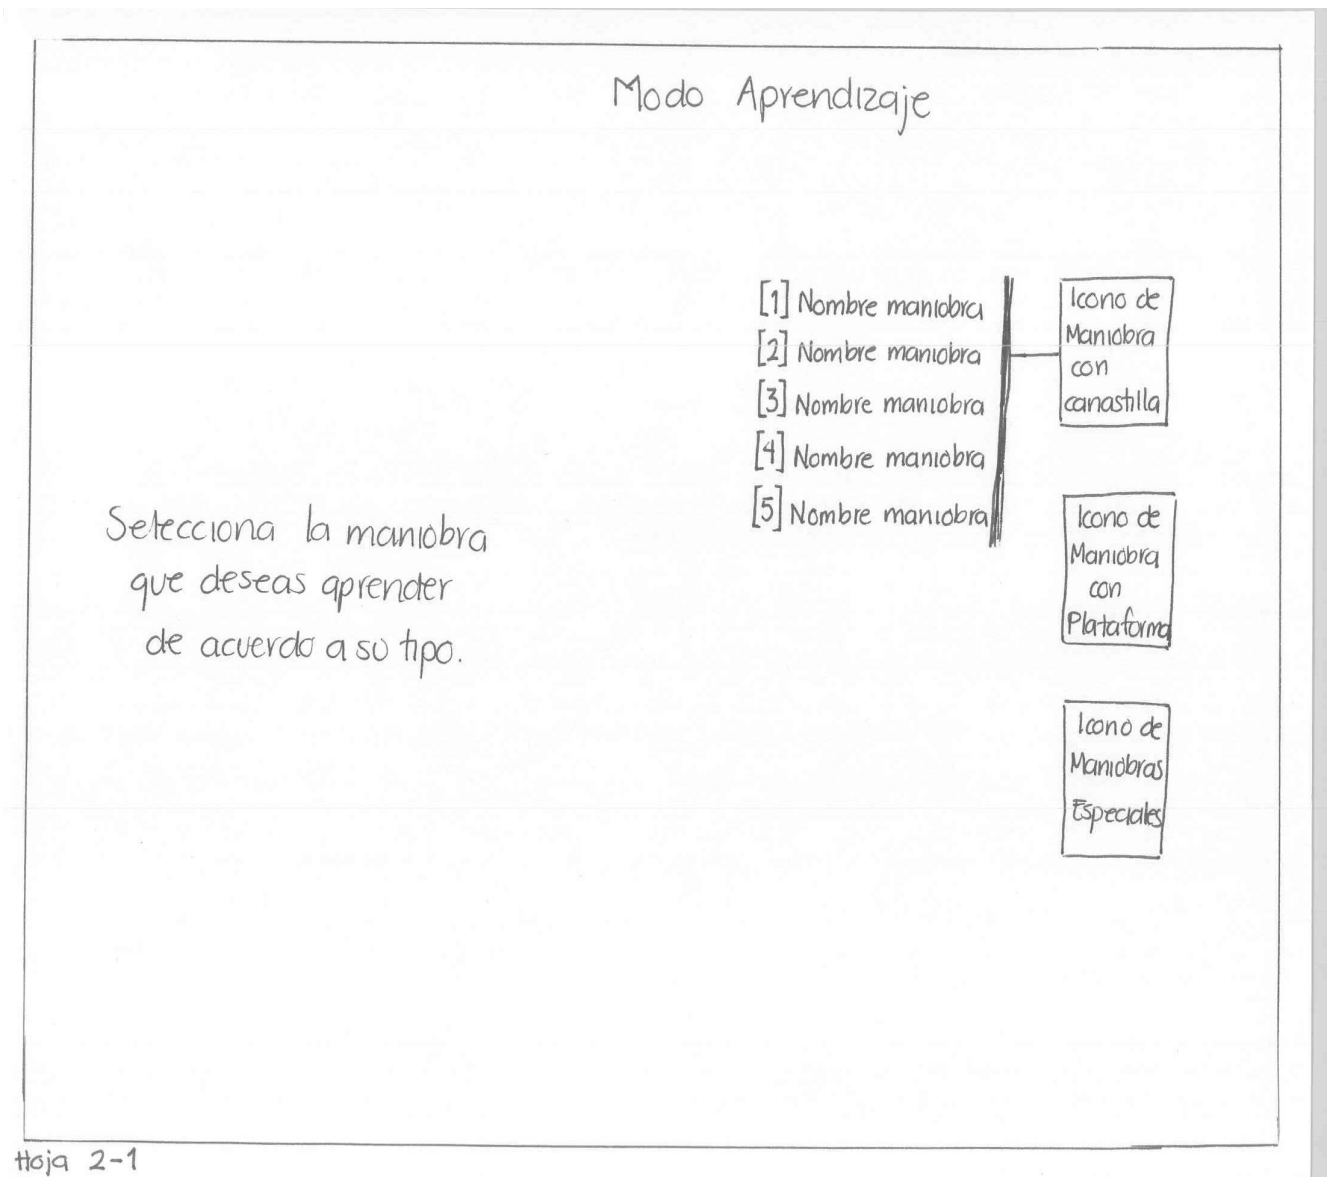 Modo Aprendizaje
[1] Nombre maniobra
[2] Nombre maniobra
[3] Nombre maniobra
[4] Nombre maniobra
[5] Nombre maniobra
Icono de
Maniobra
con
canastilla
Icono de
Maniobra
con
Plataforma
Icono de
Maniobras
Especiales
Selecciona la maniobra
que deseas aprender
de acuerdo a su tipo.
Hoja 2-1